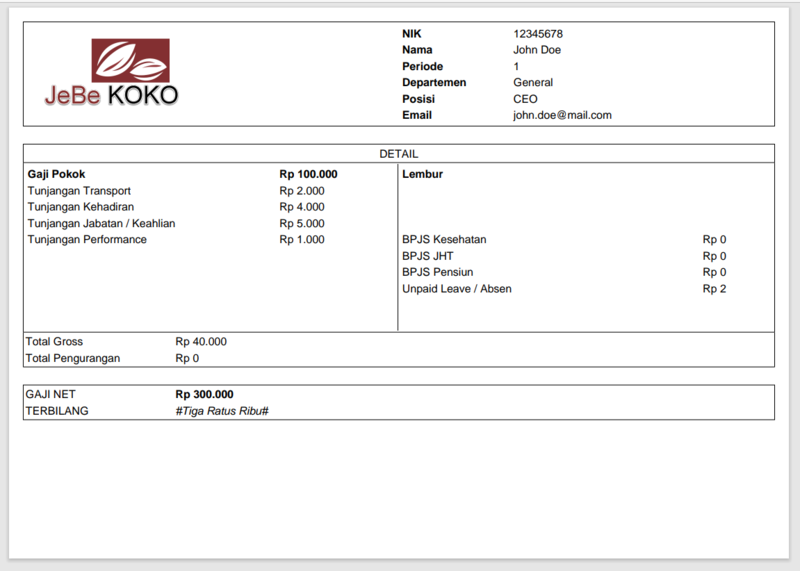 JeBe KOKO
NIK 12345678
Nama John Doe
Periode 1
Departemen General
Posisi CEO
Email john.doe@mail.com
DETAIL
Gaji Pokok Rp 100.000 Lembur
Tunjangan Transport Rp 2.000
Tunjangan Kehadiran Rp 4.000
Tunjangan Jabatan / Keahlian Rp 5.000
Tunjangan Performance Rp 1.000 BPJS Kesehatan Rp 0
BPJS JHT Rp 0
BPJS Pensiun Rp 0
Unpaid Leave / Absen Rp 2
Total Gross Rp 40.000
Total Pengurangan Rp 0
GAJI NET Rp 300.000
TERBILANG #Tiga Ratus Ribu#